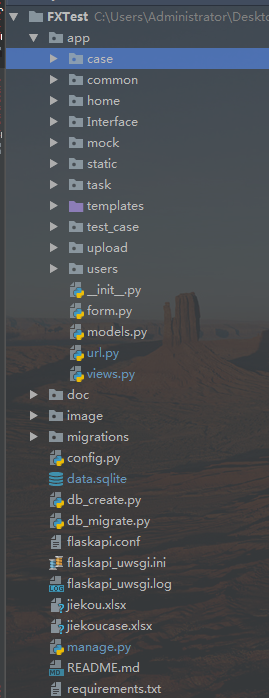 FXTest C:\Users\Administrator\Deskto
app
case
common
home
Interface
mock
static
task
templates
test_case
upload
users
__init__.py
form.py
models.py
url.py
views.py
doc
image
migrations
config.py
data.sqlite
db_create.py
db_migrate.py
flaskapi.conf
flaskapi_uwsgi.ini
flaskapi_uwsgi.log
jiekou.xlsx
jiekoucase.xlsx
manage.py
README.md
requirements.txt